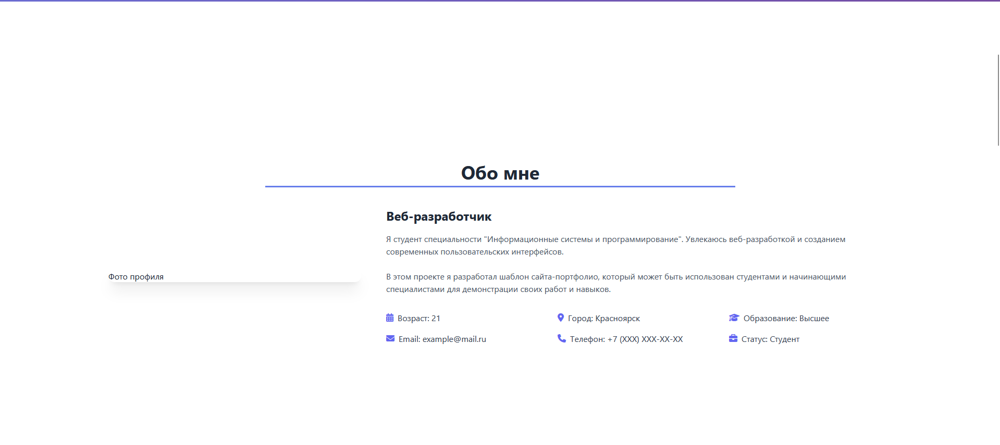 Обо мне
Веб-разработчик
Я студент специальности "Информационные системы и программирование". Увлекаюсь веб-разработкой и созданием
современных пользовательских интерфейсов.
Фото профиля
В этом проекте я разработал шаблон сайта-портфолио, который может быть использован студентами и начинающими
специалистами для демонстрации своих работ и навыков.
Возраст: 21
Город: Красноярск
Образование: Высшее
Email: example@mail.ru
Телефон: +7 (XXX) XXX-XX-XX
Статус: Студент